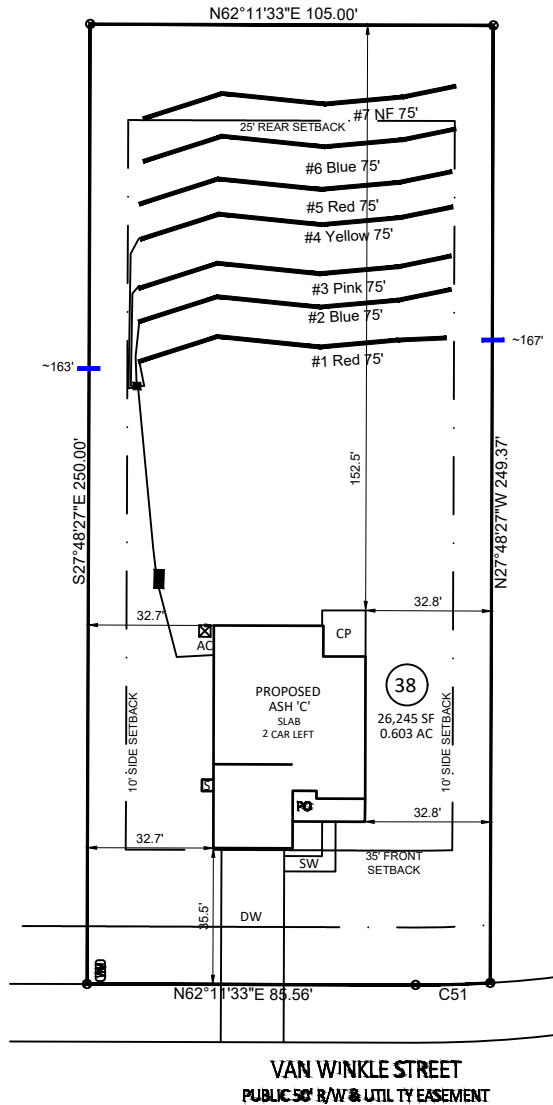 N62°11'33"E 105.00'
#7 NF 75'
25' REAR SETBACK
#6 Blue 75'
#5 Red 75'
#4 Yellow 75'
#3 Pink 75'
#2 Blue 75'
#1 Red 75'
~163'
~167'
S27°48'27"E 250.00'
152.5'
N27°48'27"W 249.37'
32.7'
32.8'
AC
CP
PROPOSED
ASH 'C'
SLAB
2 CAR LEFT
38
26,245 SF
0.603 AC
10' SIDE SETBACK
10' SIDE SETBACK
S
PO
32.7'
32.8'
SW
35' FRONT
SETBACK
35.5'
DW
WM
N62°11'33"E 85.56'
C51
VAN WINKLE STREET
PUBLIC 50' R/W & UTIL TY EASEMENT